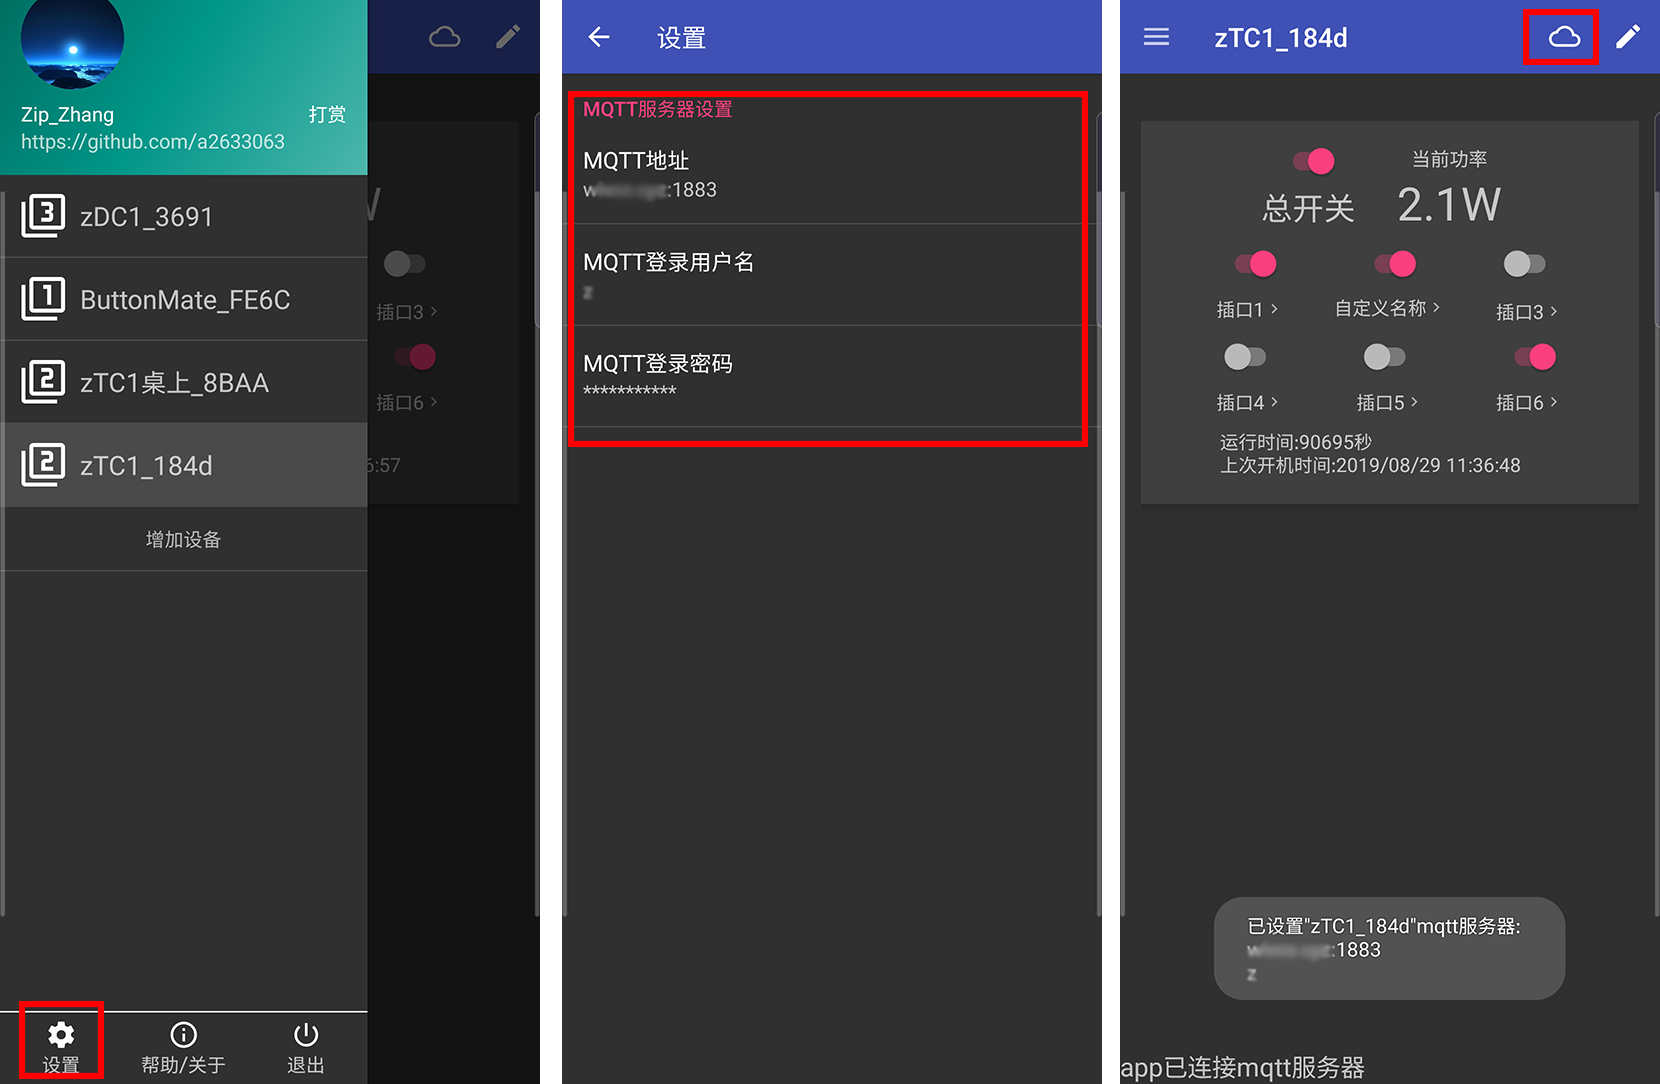 Zip_Zhang
打赏
https://github.com/a2633063
3
zDC1_3691
1
ButtonMate_FE6C
2
zTC1桌上_8BAA
2
zTC1_184d
增加设备
设置
帮助/关于
退出
W
插口3 >
插口6 >
6:57
设置
MQTT服务器设置
MQTT地址
:1883
MQTT登录用户名
z
MQTT登录密码
***********
zTC1_184d
当前功率
总开关
2.1W
插口1 >
自定义名称 >
插口3 >
插口4 >
插口5 >
插口6 >
运行时间:90695秒
上次开机时间:2019/08/29 11:36:48
已设置"zTC1_184d"mqtt服务器:
:1883
z
app已连接mqtt服务器